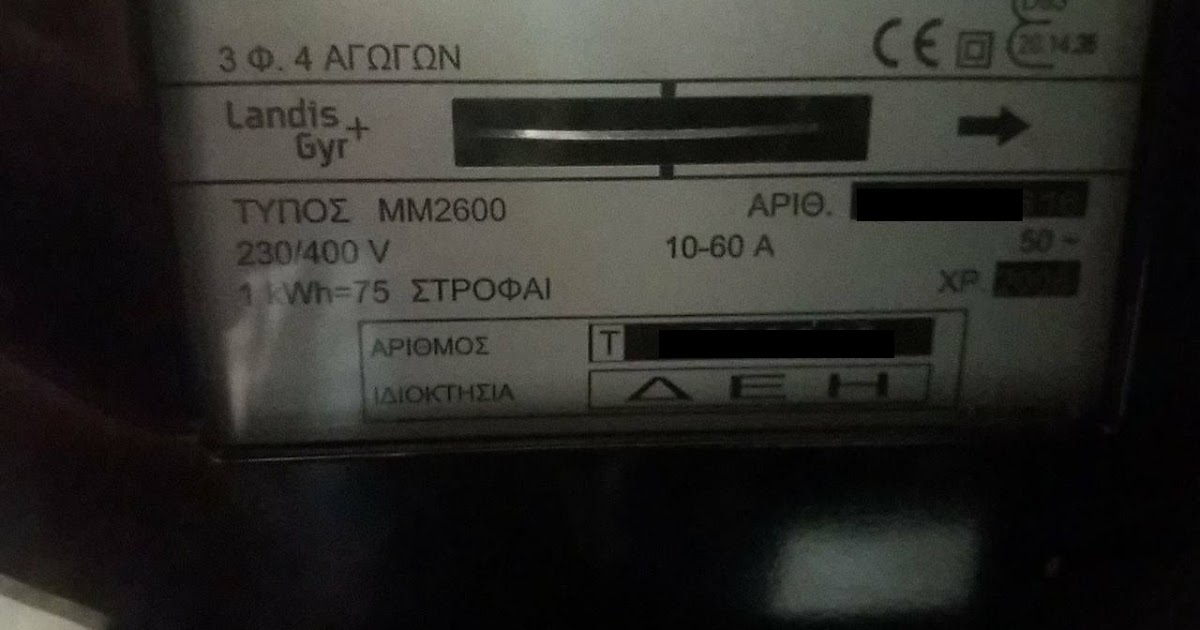 3 Φ. 4 ΑΓΩΓΩΝ
CE
Landis
Gyr+
ΤΥΠΟΣ MM2600 ΑΡΙΘ.
230/400 V 10-60 A 50 ~
1 kWh=75 ΣΤΡΟΦΑΙ ΧΡ.
ΑΡΙΘΜΟΣ T
ΙΔΙΟΚΤΗΣΙΑ ΔΕΗ